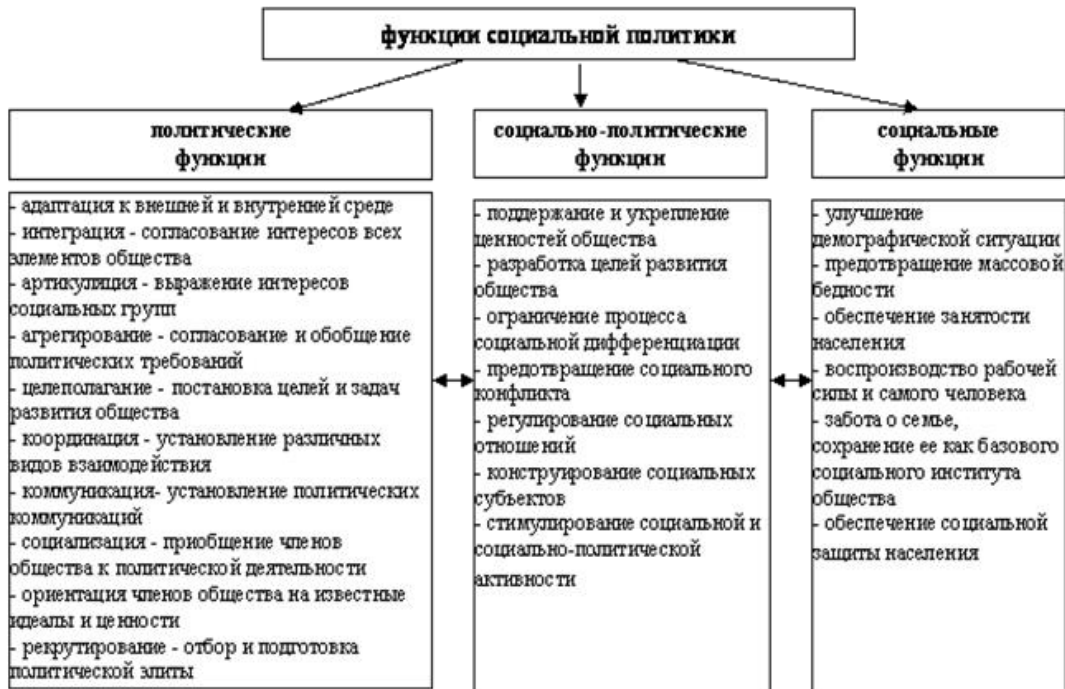 функции социальной политики
политические
функции
социально-политические
функции
социальные
функции
- адаптация к внешней и внутренней среде
- интеграция - согласование интересов всех
элементов общества
- артикуляция - выражение интересов
социальных групп
- агрегирование - согласование и обобщение
политических требований
- целеполагание - постановка целей и задач
развития общества
- координация - установление различных
видов взаимодействия
- коммуникация- установление политических
коммуникаций
- социализация - приобщение членов
общества к политической деятельности
- ориентация членов общества на известные
идеалы и ценности
- рекрутирование - отбор и подготовка
политической элиты
- поддержание и укрепление
ценностей общества
- разработка целей развития
общества
- ограничение процесса
социальной дифференциации
- предотвращение социального
конфликта
- регулирование социальных
отношений
- конструирование социальных
субъектов
- стимулирование социальной и
социально-политической
активности
- улучшение
демографической ситуации
- предотвращение массовой
бедности
- обеспечение занятости
населения
- воспроизводство рабочей
силы и самого человека
- забота о семье,
сохранение ее как базового
социального института
общества
- обеспечение социальной
защиты населения